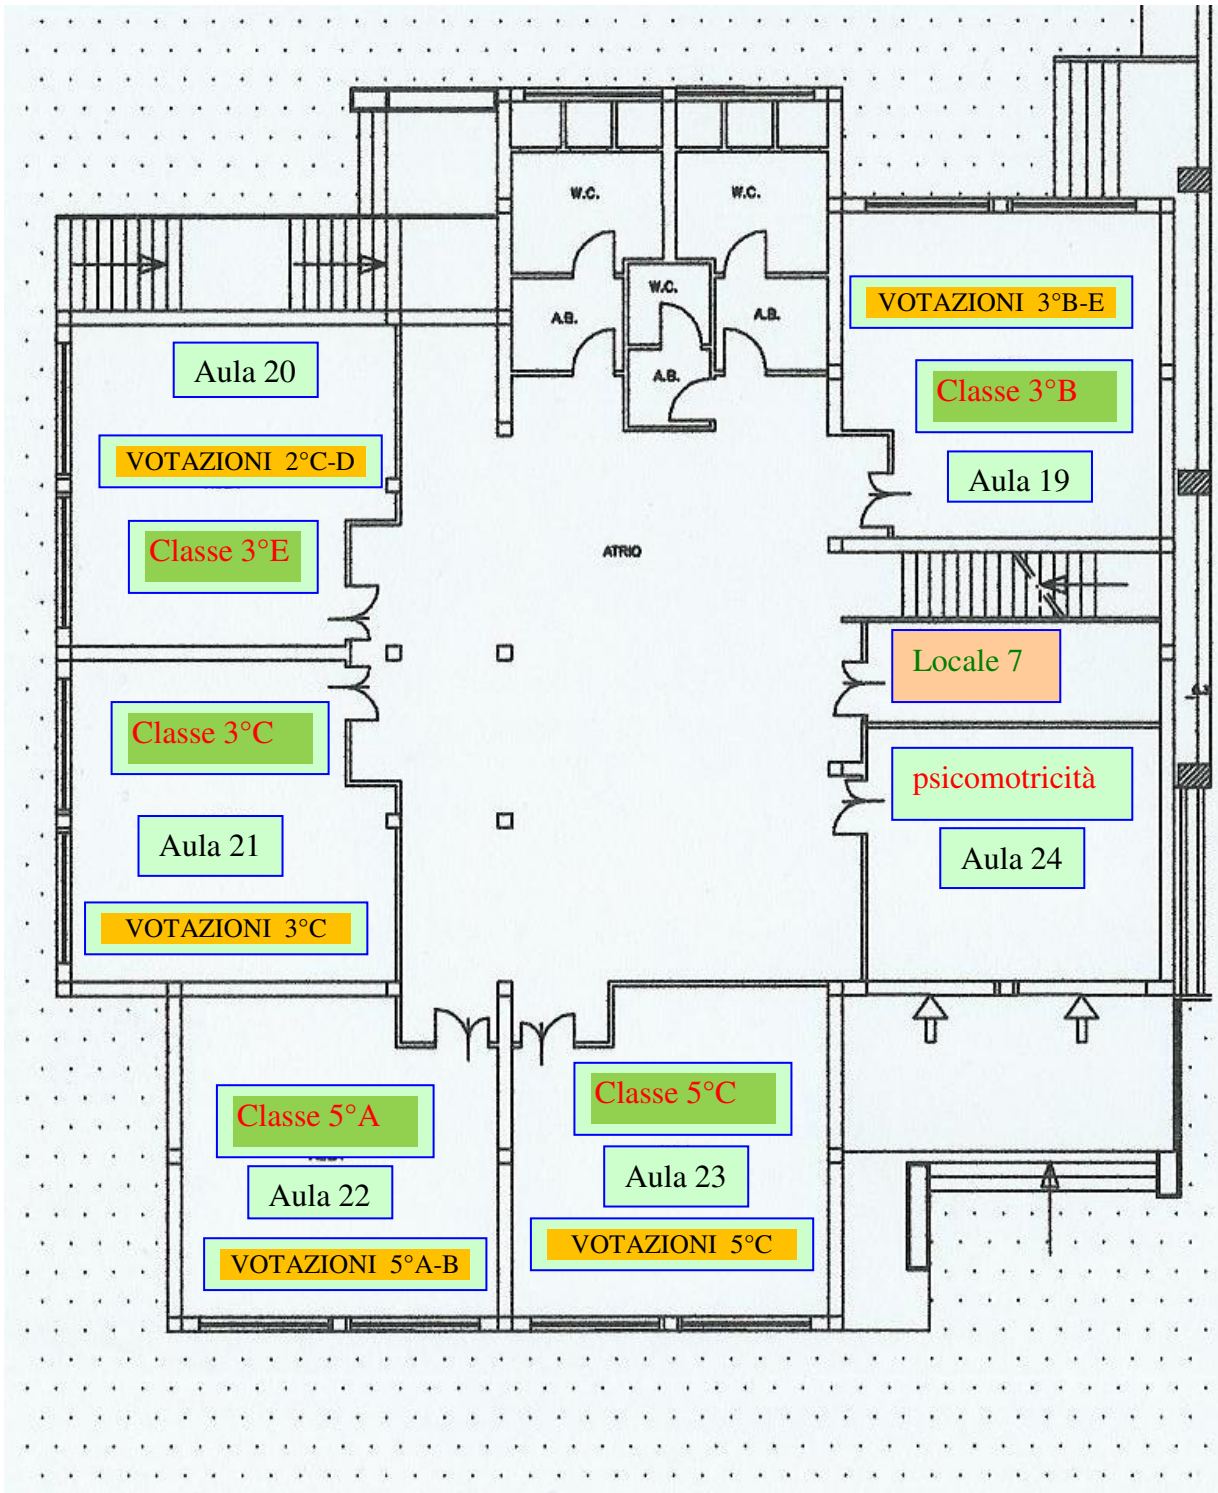 W.C.
W.C.
W.C.
A.B.
A.B.
A.B.
VOTAZIONI 3°B-E
Classe 3°B
Aula 19
Aula 20
VOTAZIONI 2°C-D
Classe 3°E
ATRIO
Locale 7
Classe 3°C
Aula 21
VOTAZIONI 3°C
psicomotricità
Aula 24
Classe 5°A
Aula 22
VOTAZIONI 5°A-B
Classe 5°C
Aula 23
VOTAZIONI 5°C